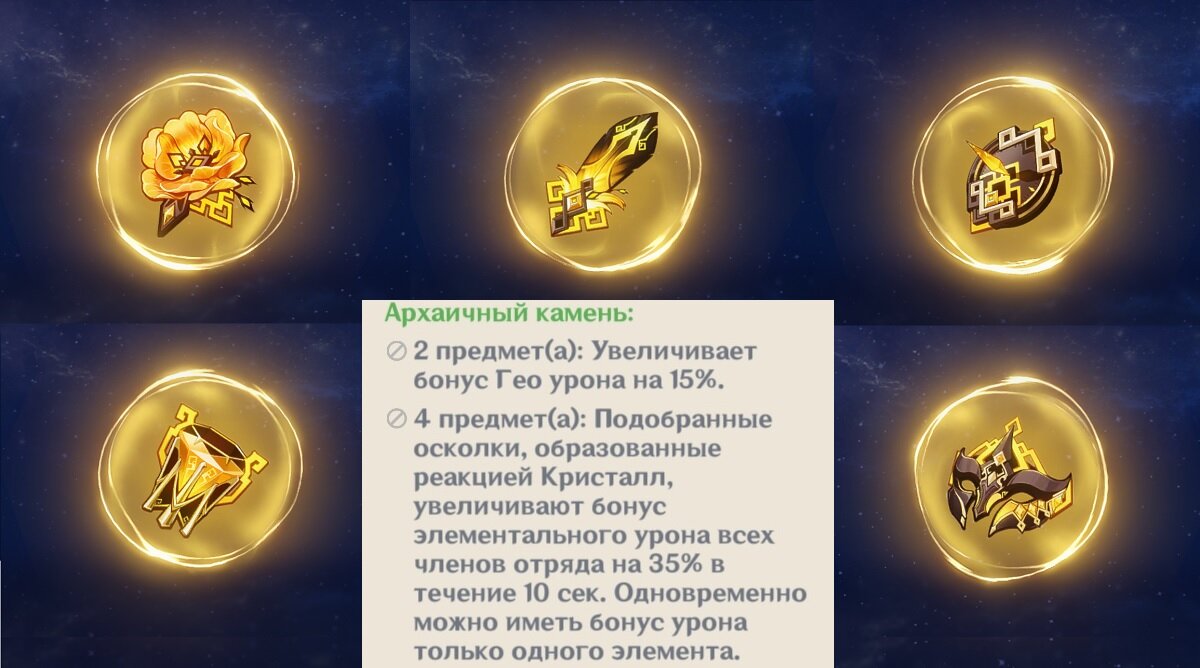 Архаичный камень:
2 предмет(а): Увеличивает
бонус Гео урона на 15%.
4 предмет(а): Подобранные
осколки, образованные
реакцией Кристалл,
увеличивают бонус
элементального урона всех
членов отряда на 35% в
течение 10 сек. Одновременно
можно иметь бонус урона
только одного элемента.